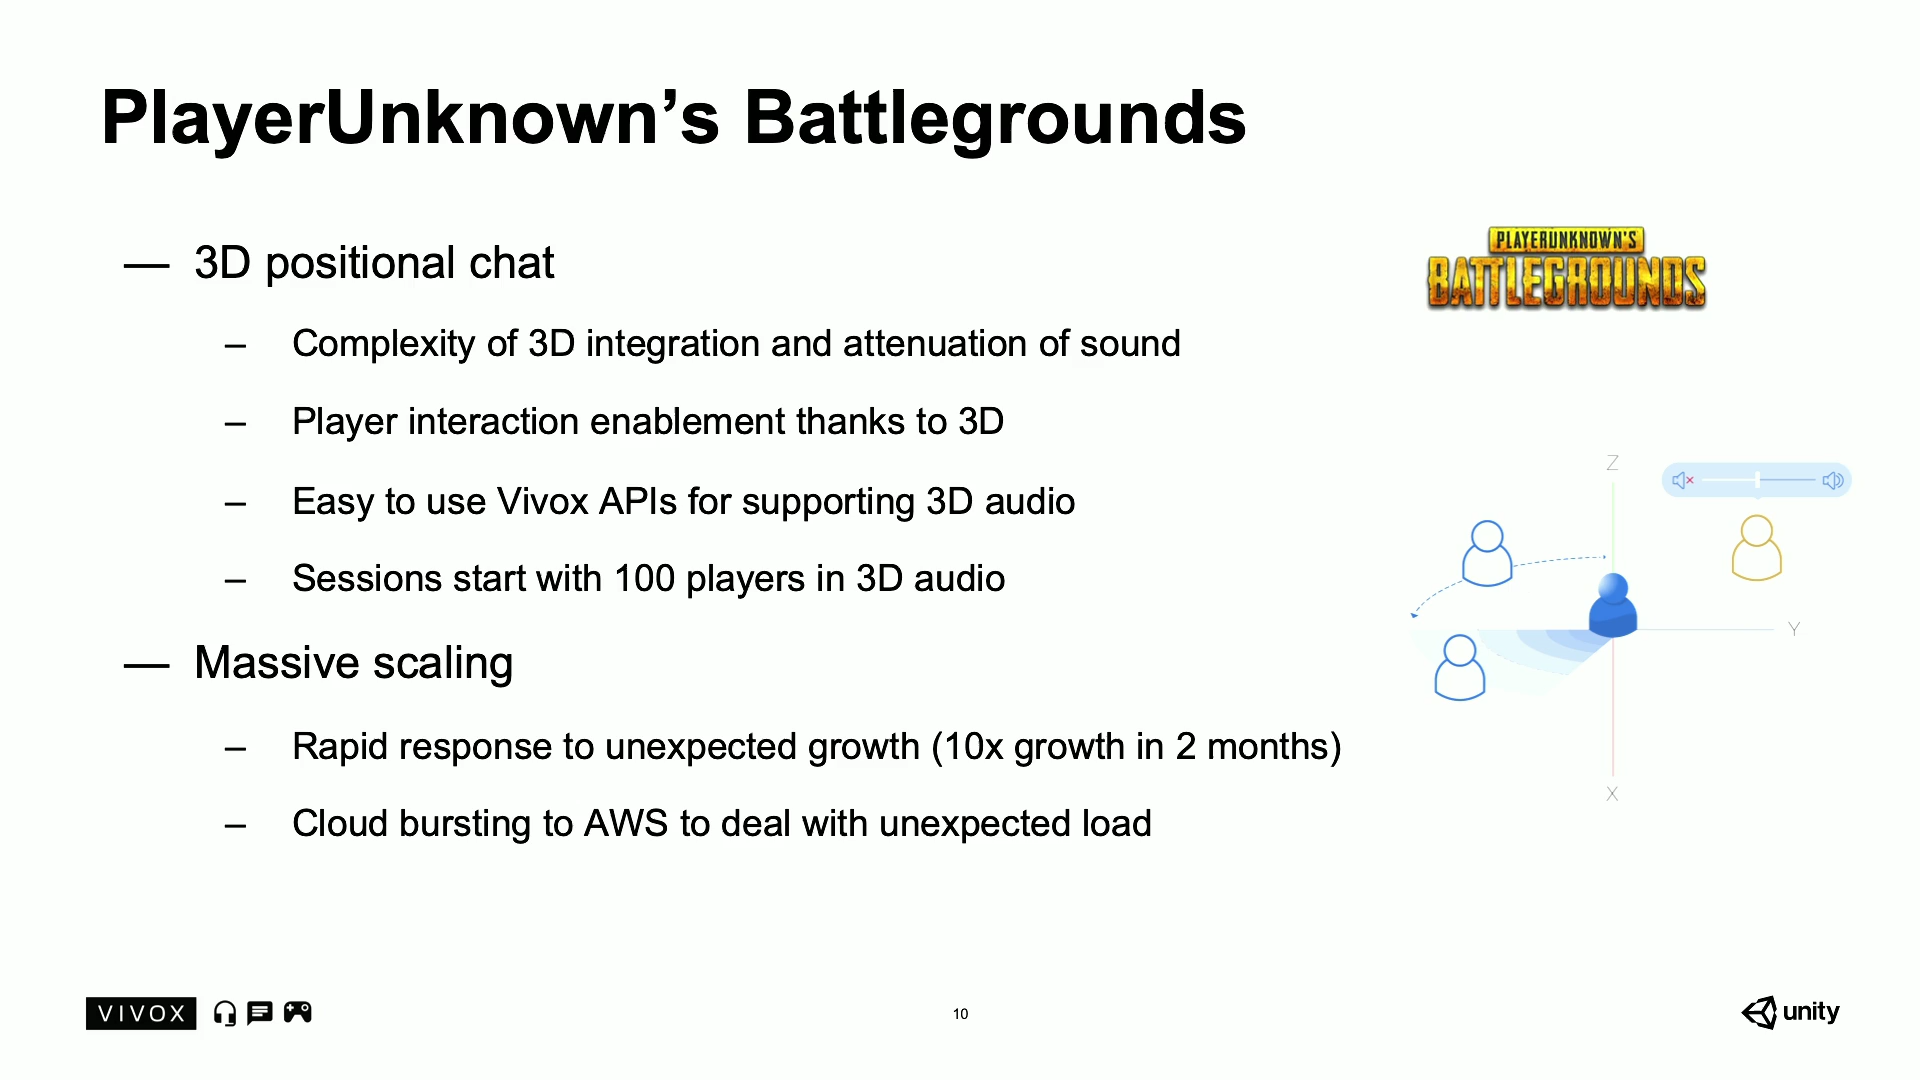 PlayerUnknown’s Battlegrounds
— 3D positional chat
– Complexity of 3D integration and attenuation of sound
– Player interaction enablement thanks to 3D
– Easy to use Vivox APIs for supporting 3D audio
– Sessions start with 100 players in 3D audio
— Massive scaling
– Rapid response to unexpected growth (10x growth in 2 months)
– Cloud bursting to AWS to deal with unexpected load
PLAYERUNKNOWN'S
BATTLEGROUNDS
Z
Y
X
VIVOX
10
unity